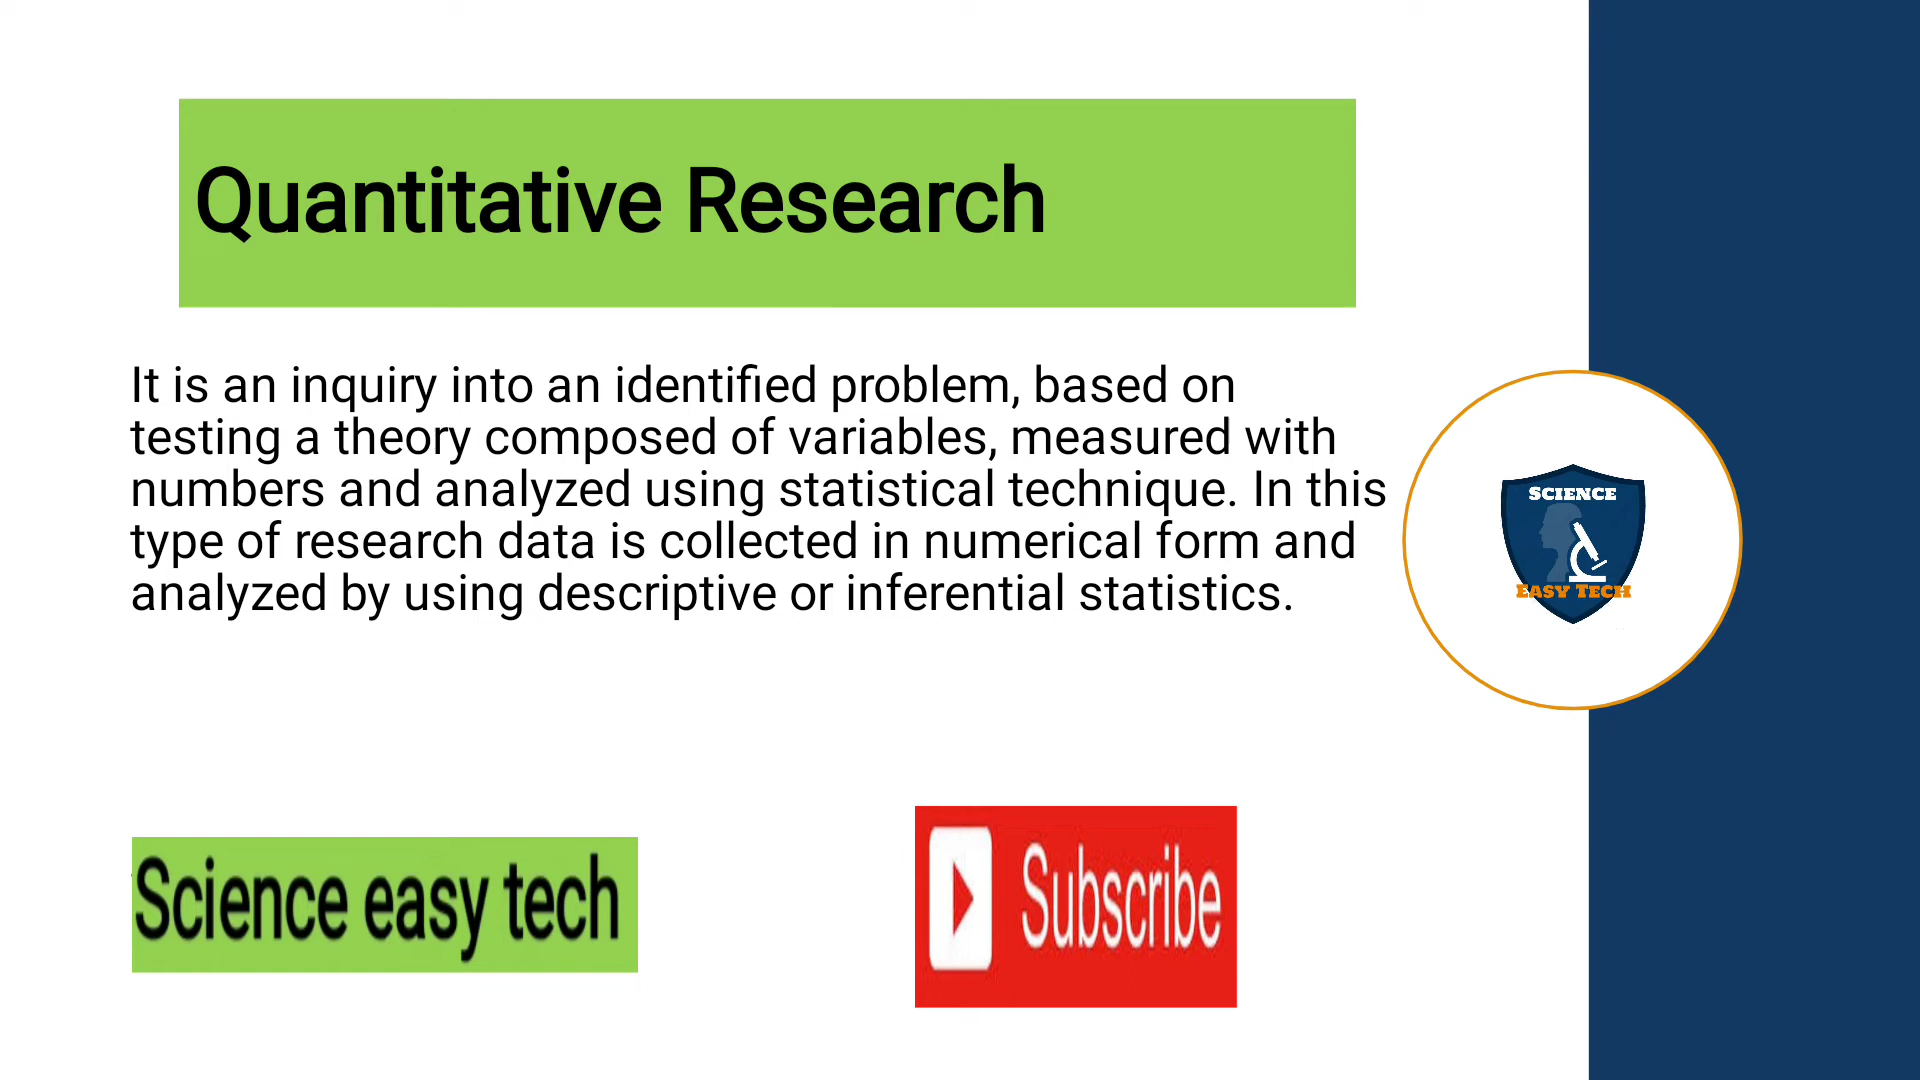 Quantitative Research
It is an inquiry into an identified problem, based on
testing a theory composed of variables, measured with
numbers and analyzed using statistical technique. In this
type of research data is collected in numerical form and
analyzed by using descriptive or inferential statistics.
SCIENCE
EASY TECH
Science easy tech
Subscribe